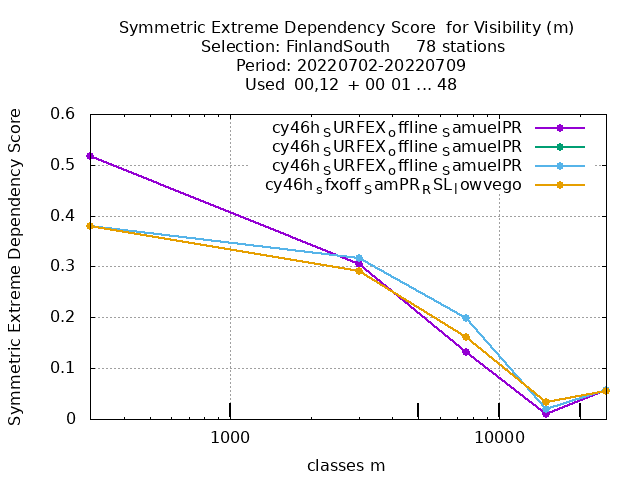 Symmetric Extreme Dependency Score for Visibility (m)
Selection: FinlandSouth 78 stations
Period: 20220702-20220709
Used 00,12 + 00 01 ... 48
Symmetric Extreme Dependency Score
0.6
0.5
0.4
0.3
0.2
0.1
0
cy46h_SURFEX_offline_SamuelPR
cy46h_SURFEX_offline_SamuelPR
cy46h_SURFEX_offline_SamuelPR
cy46h_sfxoff_SamPR_RSL_lowvego
1000
10000
classes m